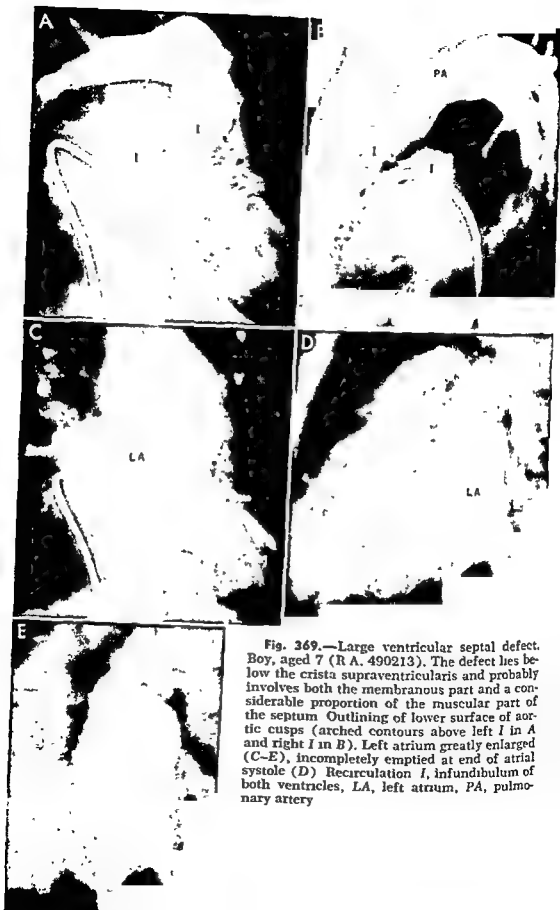 A
B
PA
I
I
I
I
C
D
LA
LA
E
Fig. 369.—Large ventricular septal defect.
Boy, aged 7 (R A. 490213). The defect lies be-
low the crista supraventricularis and probably
involves both the membranous part and a con-
siderable proportion of the muscular part of
the septum Outlining of lower surface of aor-
tic cusps (arched contours above left I in A
and right I in B). Left atrium greatly enlarged
(C–E), incompletely emptied at end of atrial
systole (D) Recirculation I, infundibulum of
both ventricles, LA, left atrium, PA, pulmo-
nary artery